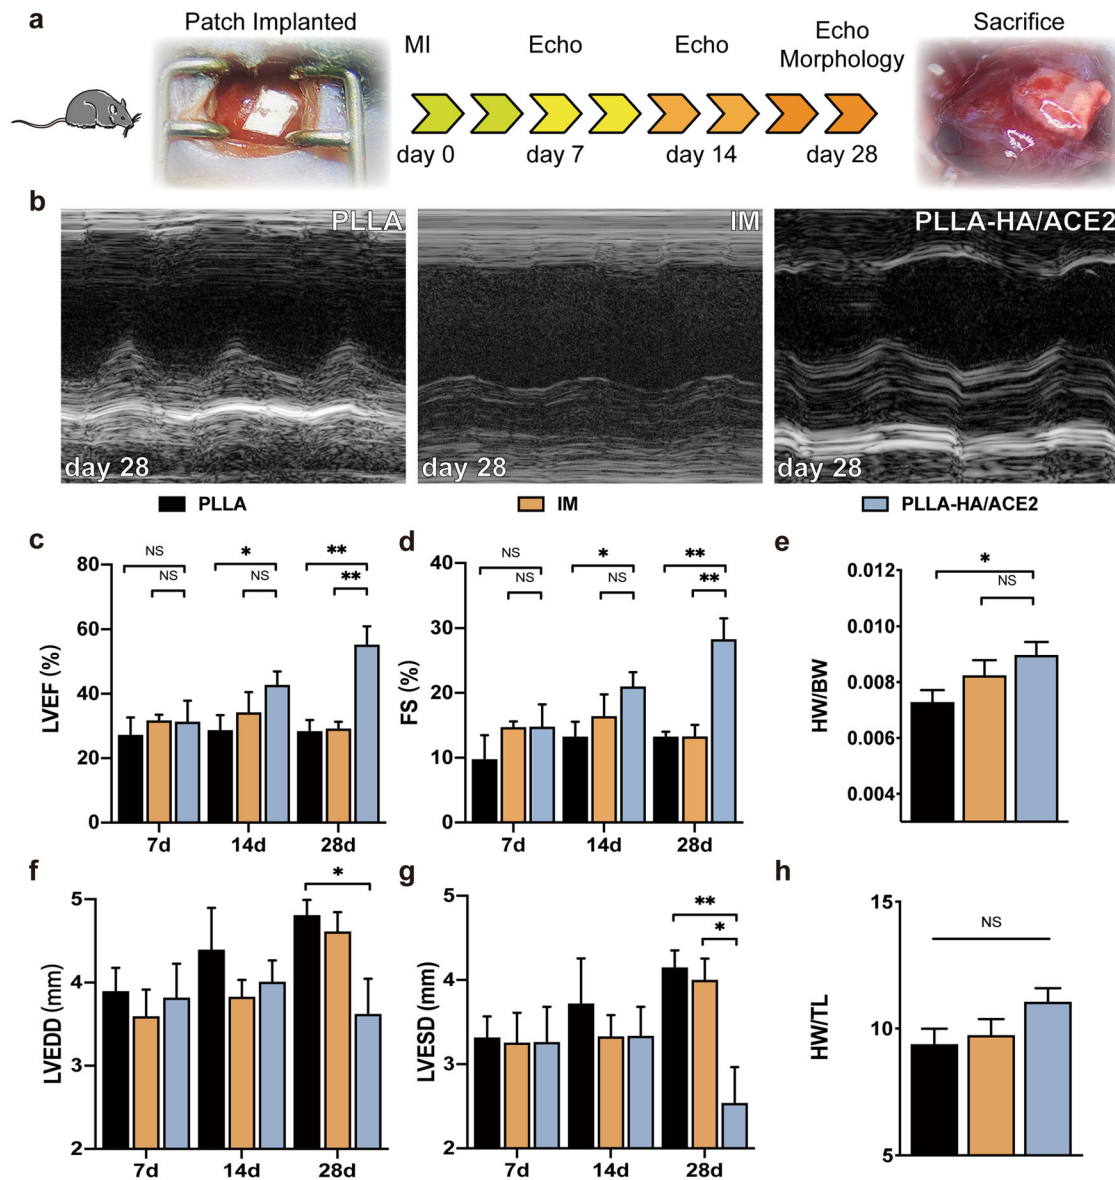 a
Patch Implanted
MI
Echo
Echo
Echo
Morphology
Sacrifice
day 0
day 7
day 14
day 28
b
PLLA
IM
PLLA-HA/ACE2
day 28
day 28
day 28
PLLA
IM
PLLA-HA/ACE2
c
LVEF (%)
80
60
40
20
0
NS
NS
*
NS
**
**
7d
14d
28d
d
FS (%)
40
30
20
10
0
NS
NS
*
NS
**
**
7d
14d
28d
e
HW/BW
0.012
0.010
0.008
0.006
0.004
*
NS
f
LVEDD (mm)
5
4
3
2
*
7d
14d
28d
g
LVESD (mm)
5
4
3
2
**
*
7d
14d
28d
h
HW/TL
15
10
5
NS